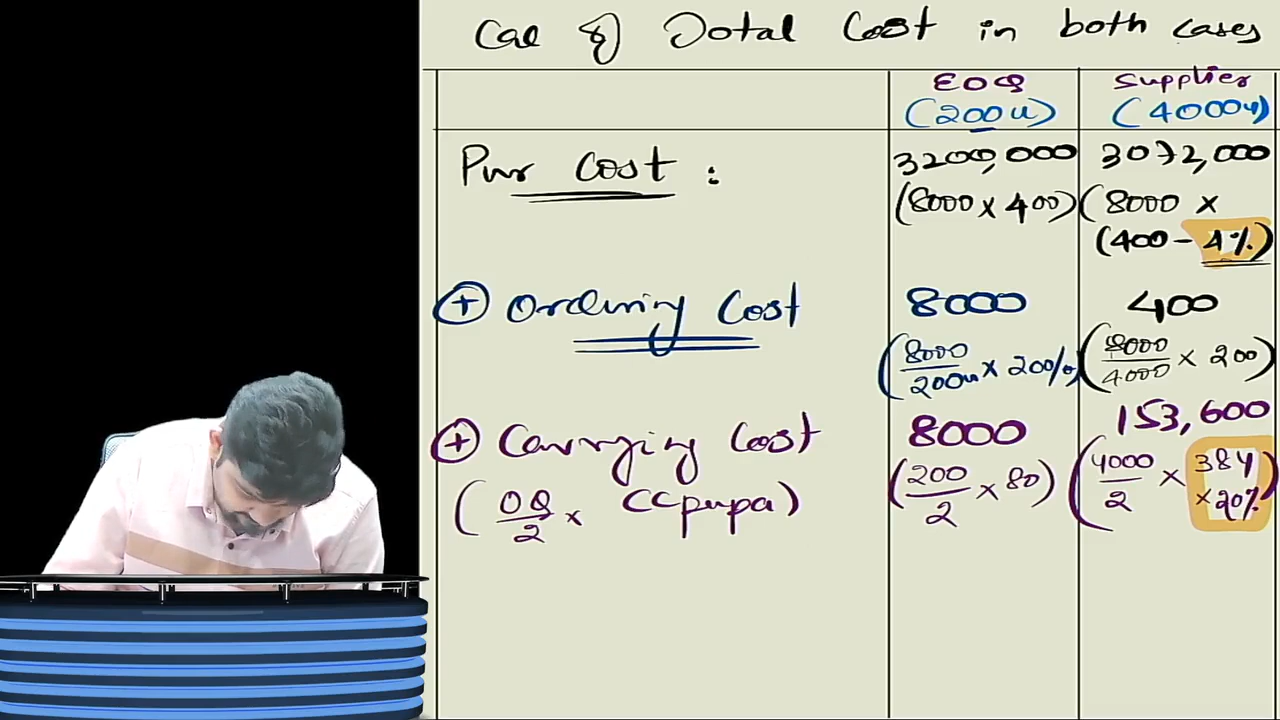 Cal of Total Cost in both cases
EOQ Supplier
(200u) (4000u)
Pur Cost : 3200,000 3072,000
(8000 x 400) (8000 x
(400 - 4%)
(+) Ordering Cost 8000 400
(8000/200u x 200/o) (8000/4000 x 200)
(+) Carrying Cost 8000 153,600
(OQ/2 x CCpupa) (200/2 x 80) (4000/2 x 384
x 20%)